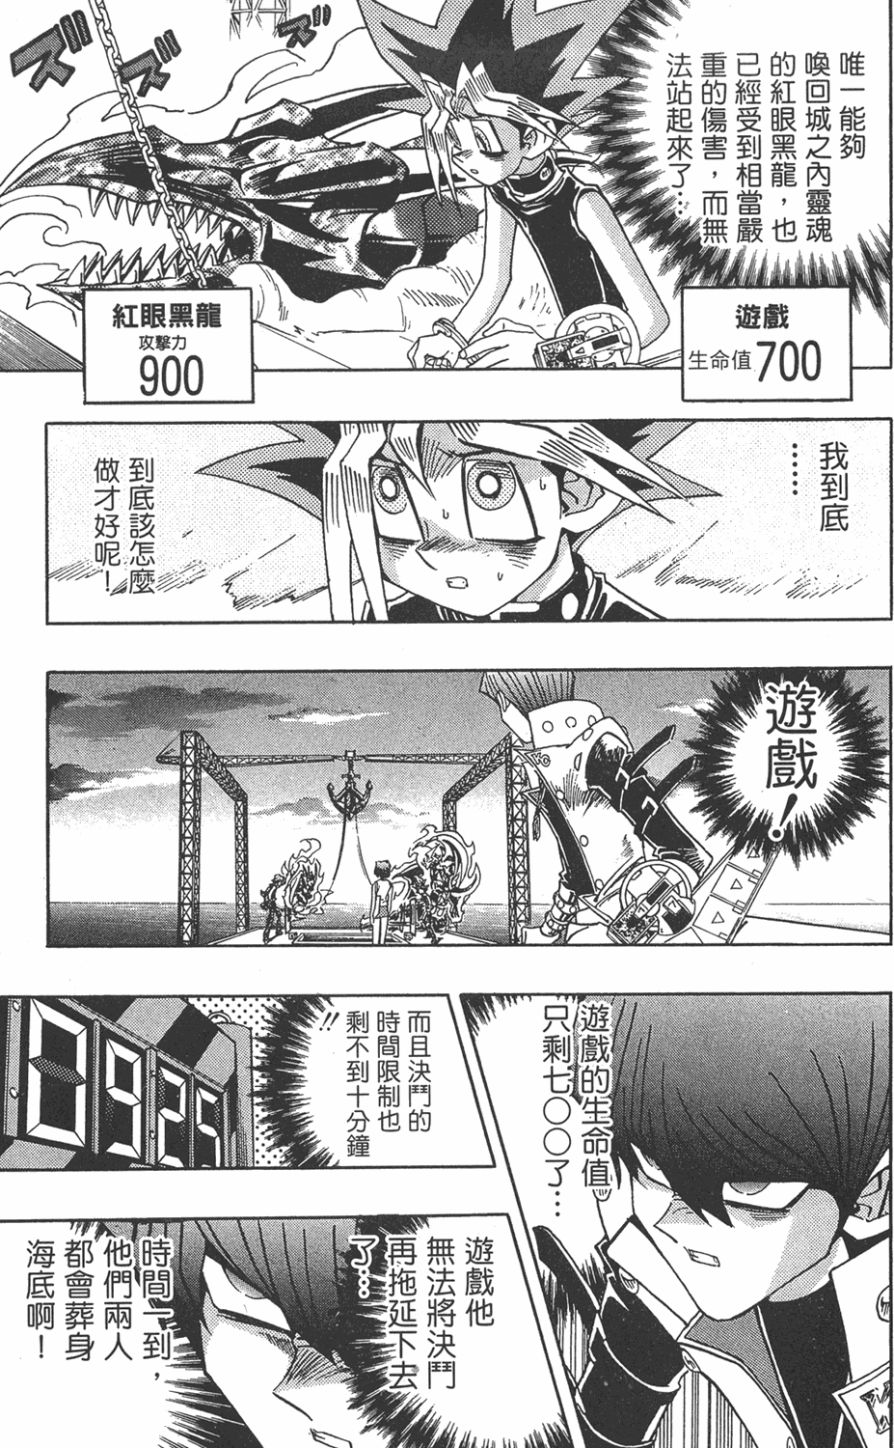 唯一能夠
喚回城之內靈魂
的紅眼黑龍，也
已經受到相當嚴
重的傷害，而無
法站起來了…
ズ
ズ
ズ
遊戲
生命值700
紅眼黑龍
攻擊力
900
我到底
……
到底該怎麼
做才好呢！
遊戲！
遊戲的生命值
只剩七〇〇了…
而且決鬥的
時間限制也
剩不到十分鐘
!!
遊戲他
無法將決鬥
再拖延下去
了…
時間一到，
他們兩人
都會葬身
海底啊！